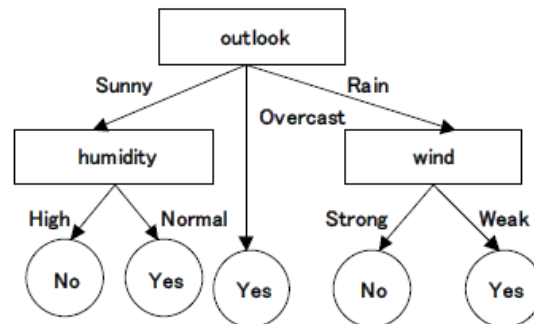 outlook
Sunny
Rain
Overcast
humidity
wind
High
Normal
Strong
Weak
No
Yes
Yes
No
Yes